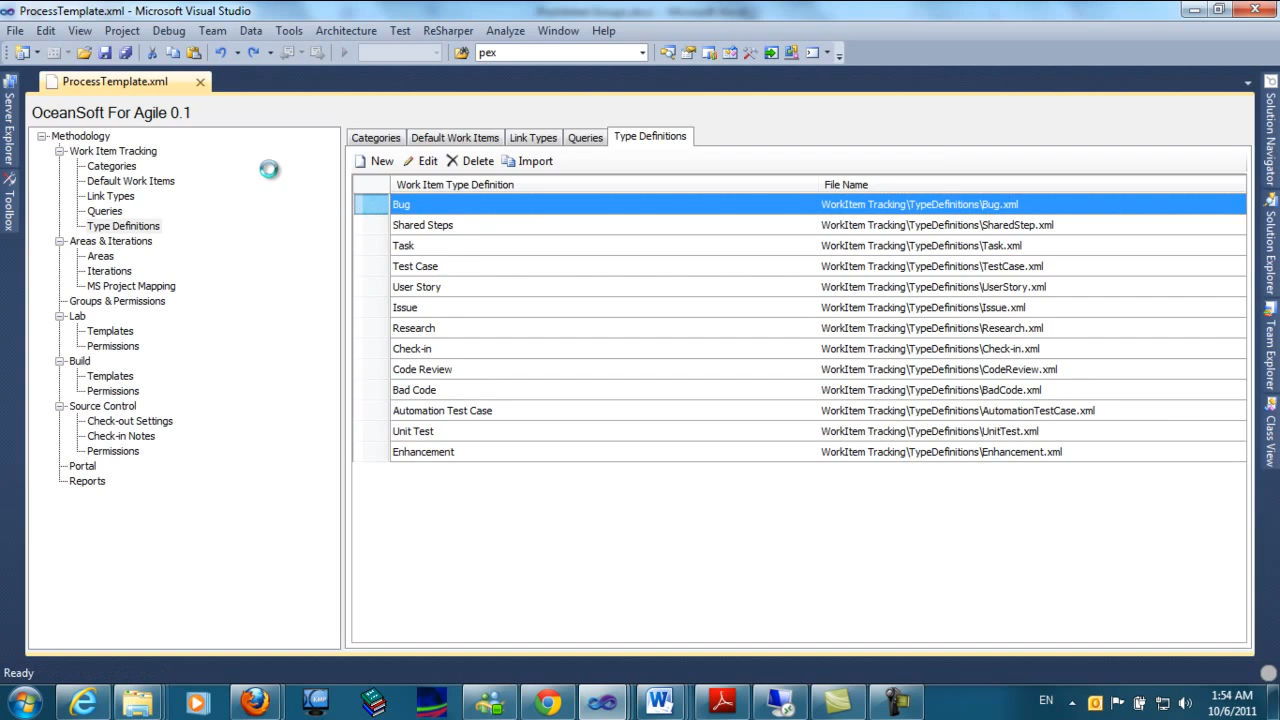 ProcessTemplate.xml - Microsoft Visual Studio
File Edit View Project Debug Team Data Tools Architecture Test ReSharper Analyze Window Help
pex
ProcessTemplate.xml
OceanSoft For Agile 0.1
Server Explorer
Toolbox
Methodology
Work Item Tracking
Categories
Default Work Items
Link Types
Queries
Type Definitions
Areas & Iterations
Areas
Iterations
MS Project Mapping
Groups & Permissions
Lab
Templates
Permissions
Build
Templates
Permissions
Source Control
Check-out Settings
Check-in Notes
Permissions
Portal
Reports
Categories Default Work Items Link Types Queries Type Definitions
New Edit Delete Import
Work Item Type Definition File Name
Bug WorkItem Tracking\TypeDefinitions\Bug.xml
Shared Steps WorkItem Tracking\TypeDefinitions\SharedStep.xml
Task WorkItem Tracking\TypeDefinitions\Task.xml
Test Case WorkItem Tracking\TypeDefinitions\TestCase.xml
User Story WorkItem Tracking\TypeDefinitions\UserStory.xml
Issue WorkItem Tracking\TypeDefinitions\Issue.xml
Research WorkItem Tracking\TypeDefinitions\Research.xml
Check-in WorkItem Tracking\TypeDefinitions\Check-in.xml
Code Review WorkItem Tracking\TypeDefinitions\CodeReview.xml
Bad Code WorkItem Tracking\TypeDefinitions\BadCode.xml
Automation Test Case WorkItem Tracking\TypeDefinitions\AutomationTestCase.xml
Unit Test WorkItem Tracking\TypeDefinitions\UnitTest.xml
Enhancement WorkItem Tracking\TypeDefinitions\Enhancement.xml
Solution Navigator
Solution Explorer
Team Explorer
Class View
Ready
EN
1:54 AM
10/6/2011